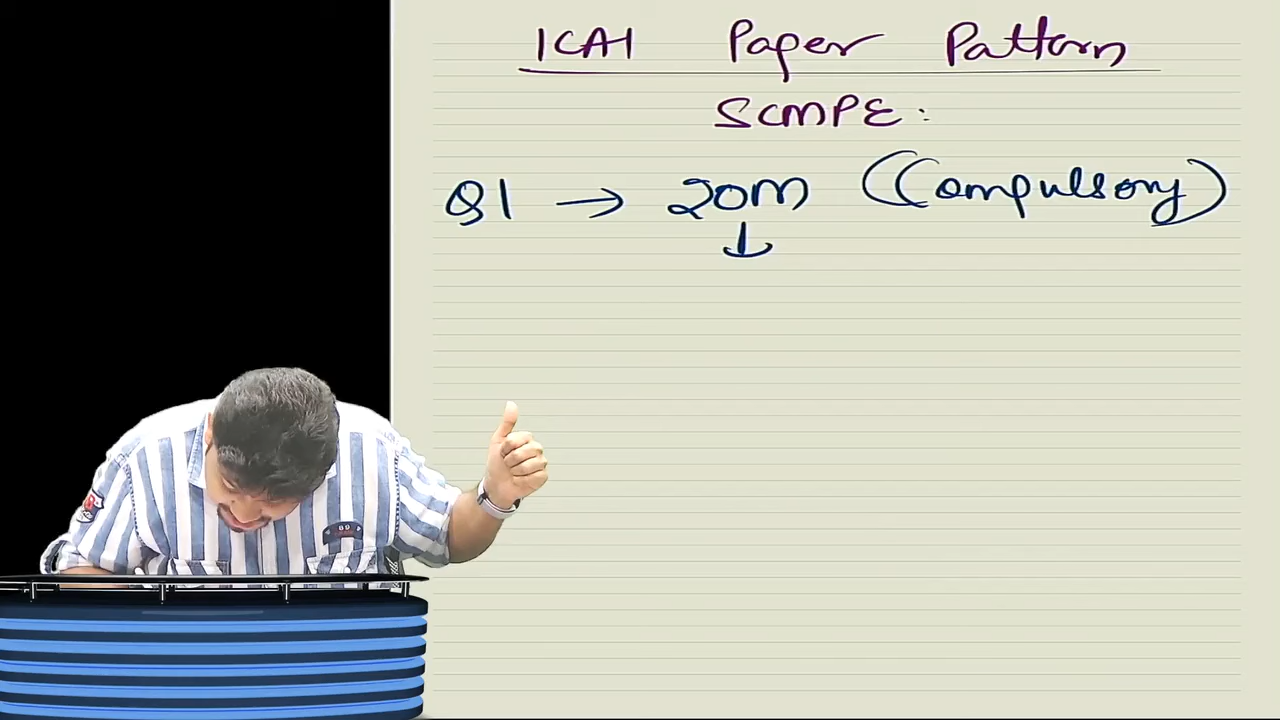 ICAI Paper Pattern
SCMPE:
Q1 → 20M (Compulsory)
↓